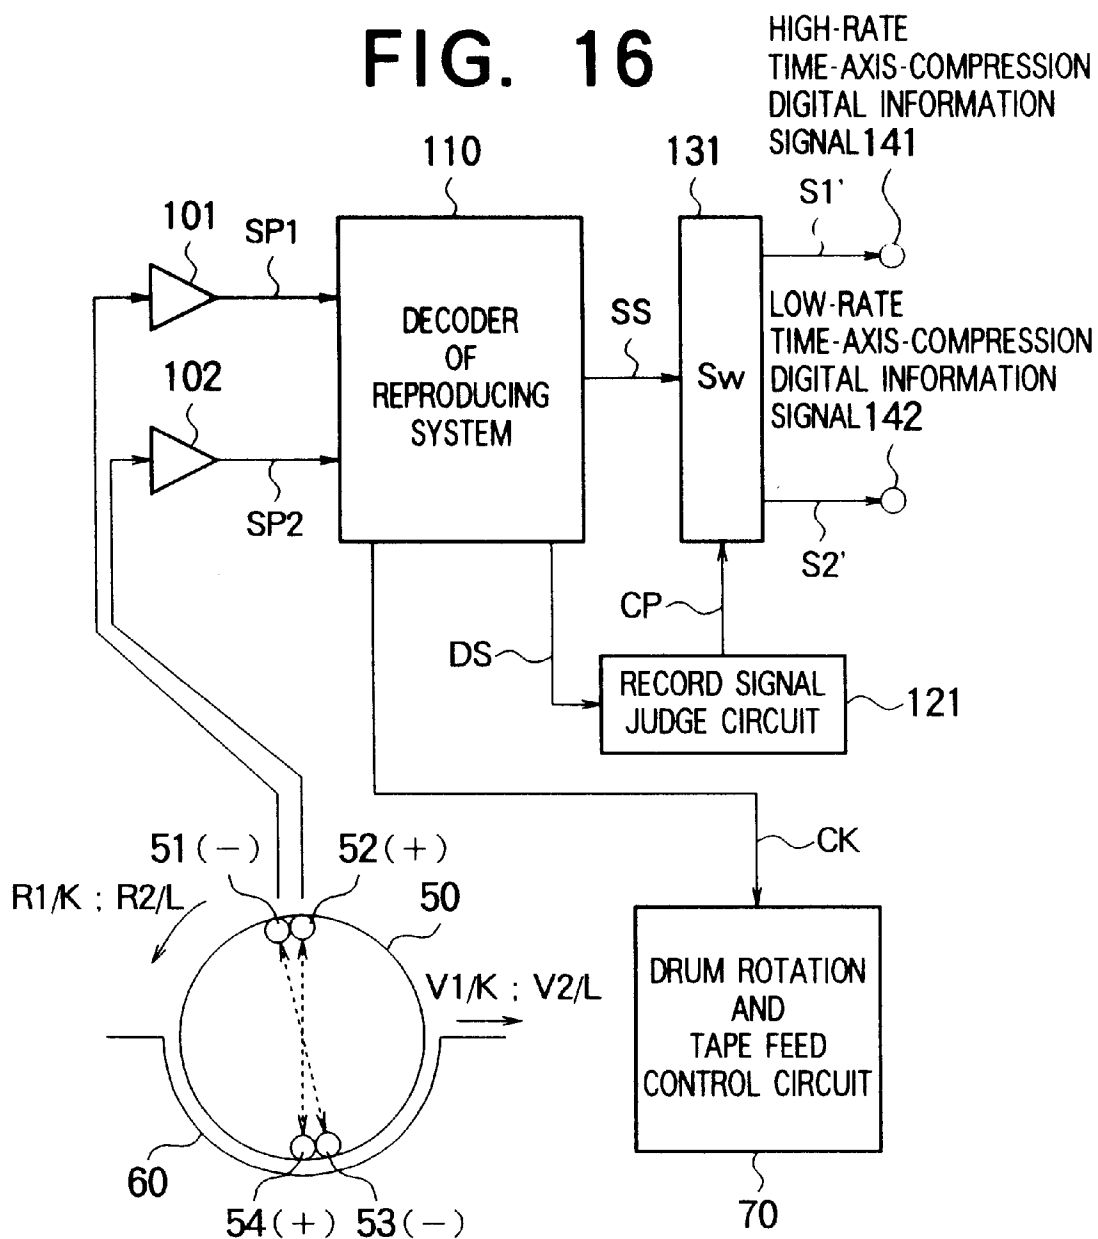 FIG. 16
HIGH-RATE
TIME-AXIS-COMPRESSION
DIGITAL INFORMATION
SIGNAL 141
110
131
S1'
101
SP1
DECODER
OF
REPRODUCING
SYSTEM
SS
Sw
LOW-RATE
TIME-AXIS-COMPRESSION
DIGITAL INFORMATION
SIGNAL 142
102
SP2
S2'
CP
DS
RECORD SIGNAL
JUDGE CIRCUIT
121
CK
51(-)
52(+)
R1/K ; R2/L
50
V1/K ; V2/L
DRUM ROTATION
AND
TAPE FEED
CONTROL CIRCUIT
60
54(+)
53(-)
70